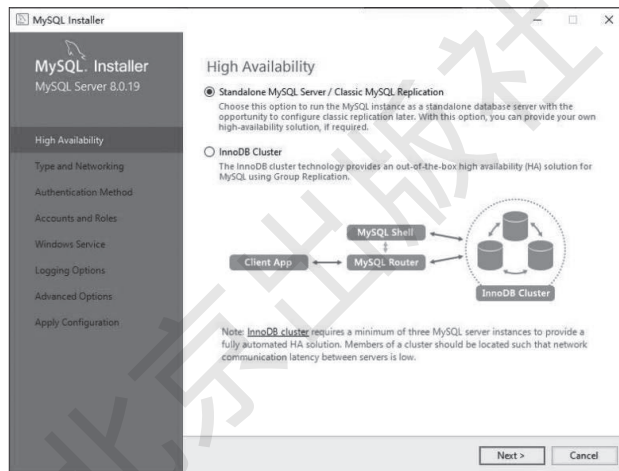 MySQL Installer
MySQL. Installer
MySQL Server 8.0.19
High Availability
Type and Networking
Authentication Method
Accounts and Roles
Windows Service
Logging Options
Advanced Options
Apply Configuration
High Availability
Standalone MySQL Server / Classic MySQL Replication
Choose this option to run the MySQL instance as a standalone database server with the
opportunity to configure classic replication later. With this option, you can provide your own
high-availability solution, if required.
InnoDB Cluster
The InnoDB cluster technology provides an out-of-the-box high availability (HA) solution for
MySQL using Group Replication.
MySQL Shell
Client App
MySQL Router
InnoDB Cluster
Note: InnoDB cluster requires a minimum of three MySQL server instances to provide a
fully automated HA solution. Members of a cluster should be located such that network
communication latency between servers is low.
Next >
Cancel
北京出版社